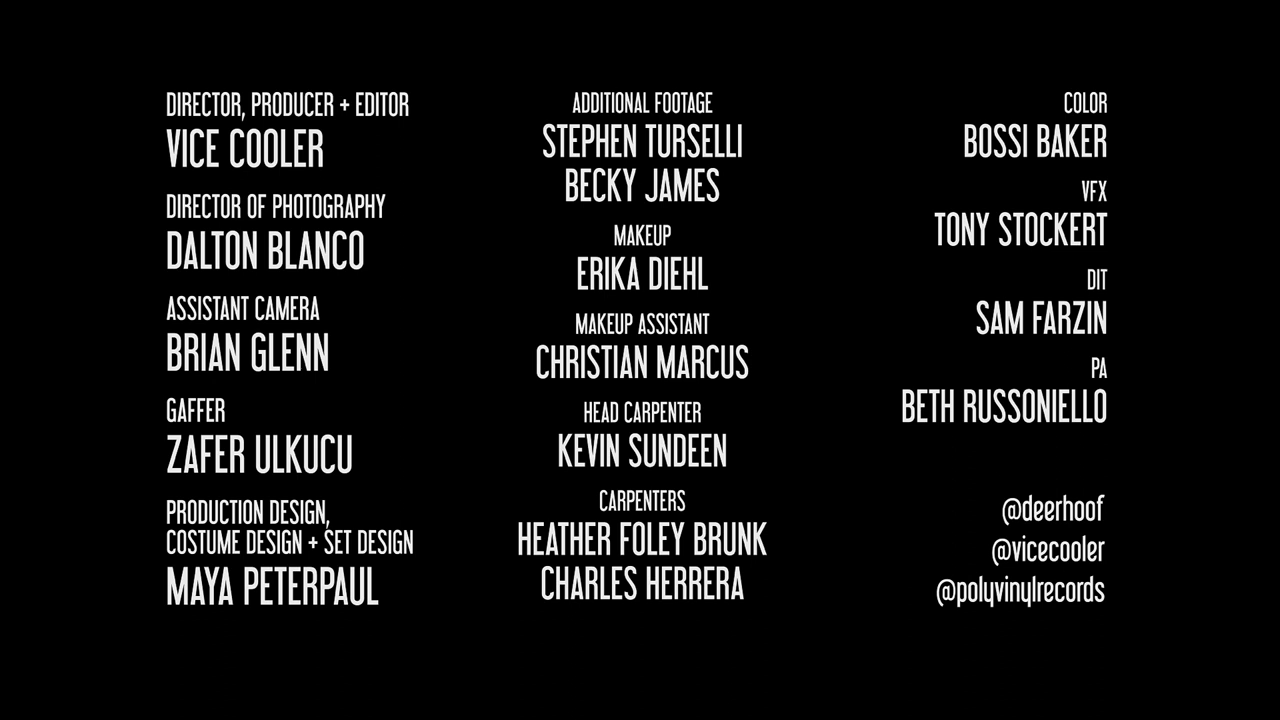 DIRECTOR, PRODUCER + EDITOR
VICE COOLER
DIRECTOR OF PHOTOGRAPHY
DALTON BLANCO
ASSISTANT CAMERA
BRIAN GLENN
GAFFER
ZAFER ULKUCU
PRODUCTION DESIGN,
COSTUME DESIGN + SET DESIGN
MAYA PETERPAUL
ADDITIONAL FOOTAGE
STEPHEN TURSELLI
BECKY JAMES
MAKEUP
ERIKA DIEHL
MAKEUP ASSISTANT
CHRISTIAN MARCUS
HEAD CARPENTER
KEVIN SUNDEEN
CARPENTERS
HEATHER FOLEY BRUNK
CHARLES HERRERA
COLOR
BOSSI BAKER
VFX
TONY STOCKERT
DIT
SAM FARZIN
PA
BETH RUSSONIELLO
@deerhoof
@vicecooler
@polyvinylrecords